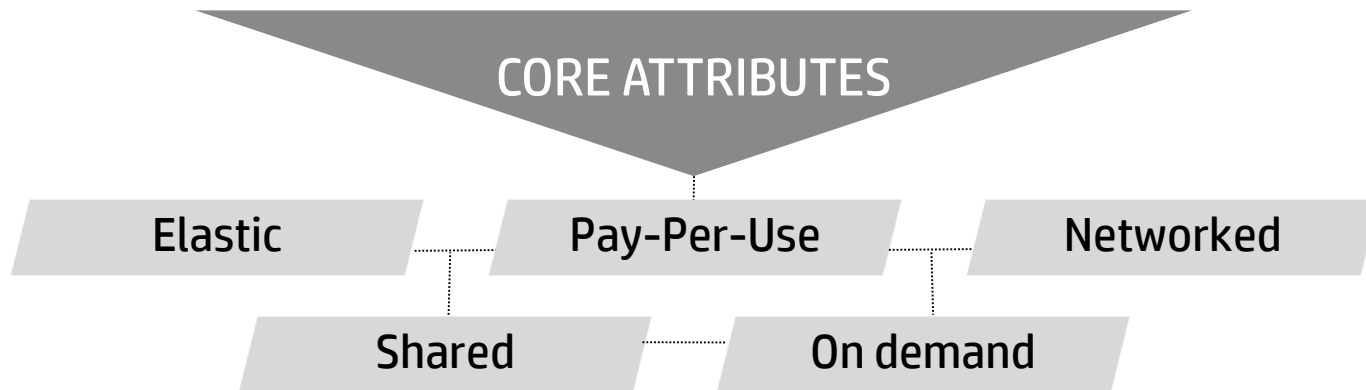 CORE ATTRIBUTES
Elastic
Pay-Per-Use
Networked
Shared
On demand